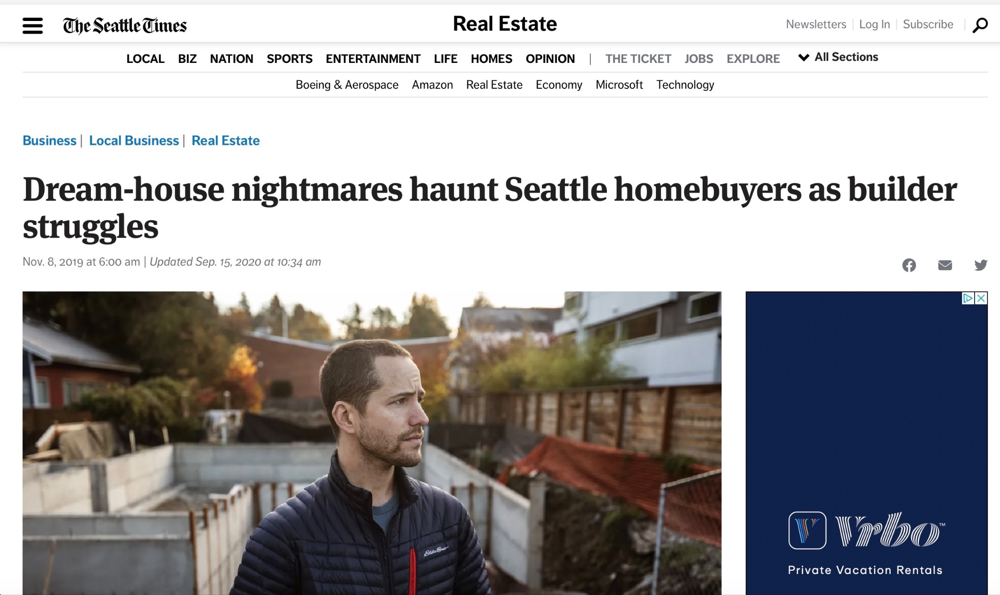 The Seattle Times
Real Estate
Newsletters | Log In | Subscribe |
LOCAL BIZ NATION SPORTS ENTERTAINMENT LIFE HOMES OPINION | THE TICKET JOBS EXPLORE All Sections
Boeing & Aerospace Amazon Real Estate Economy Microsoft Technology
Business | Local Business | Real Estate
Dream-house nightmares haunt Seattle homebuyers as builder
struggles
Nov. 8, 2019 at 6:00 am | Updated Sep. 15, 2020 at 10:34 am
Eddie Bauer
Vrbo™
Private Vacation Rentals